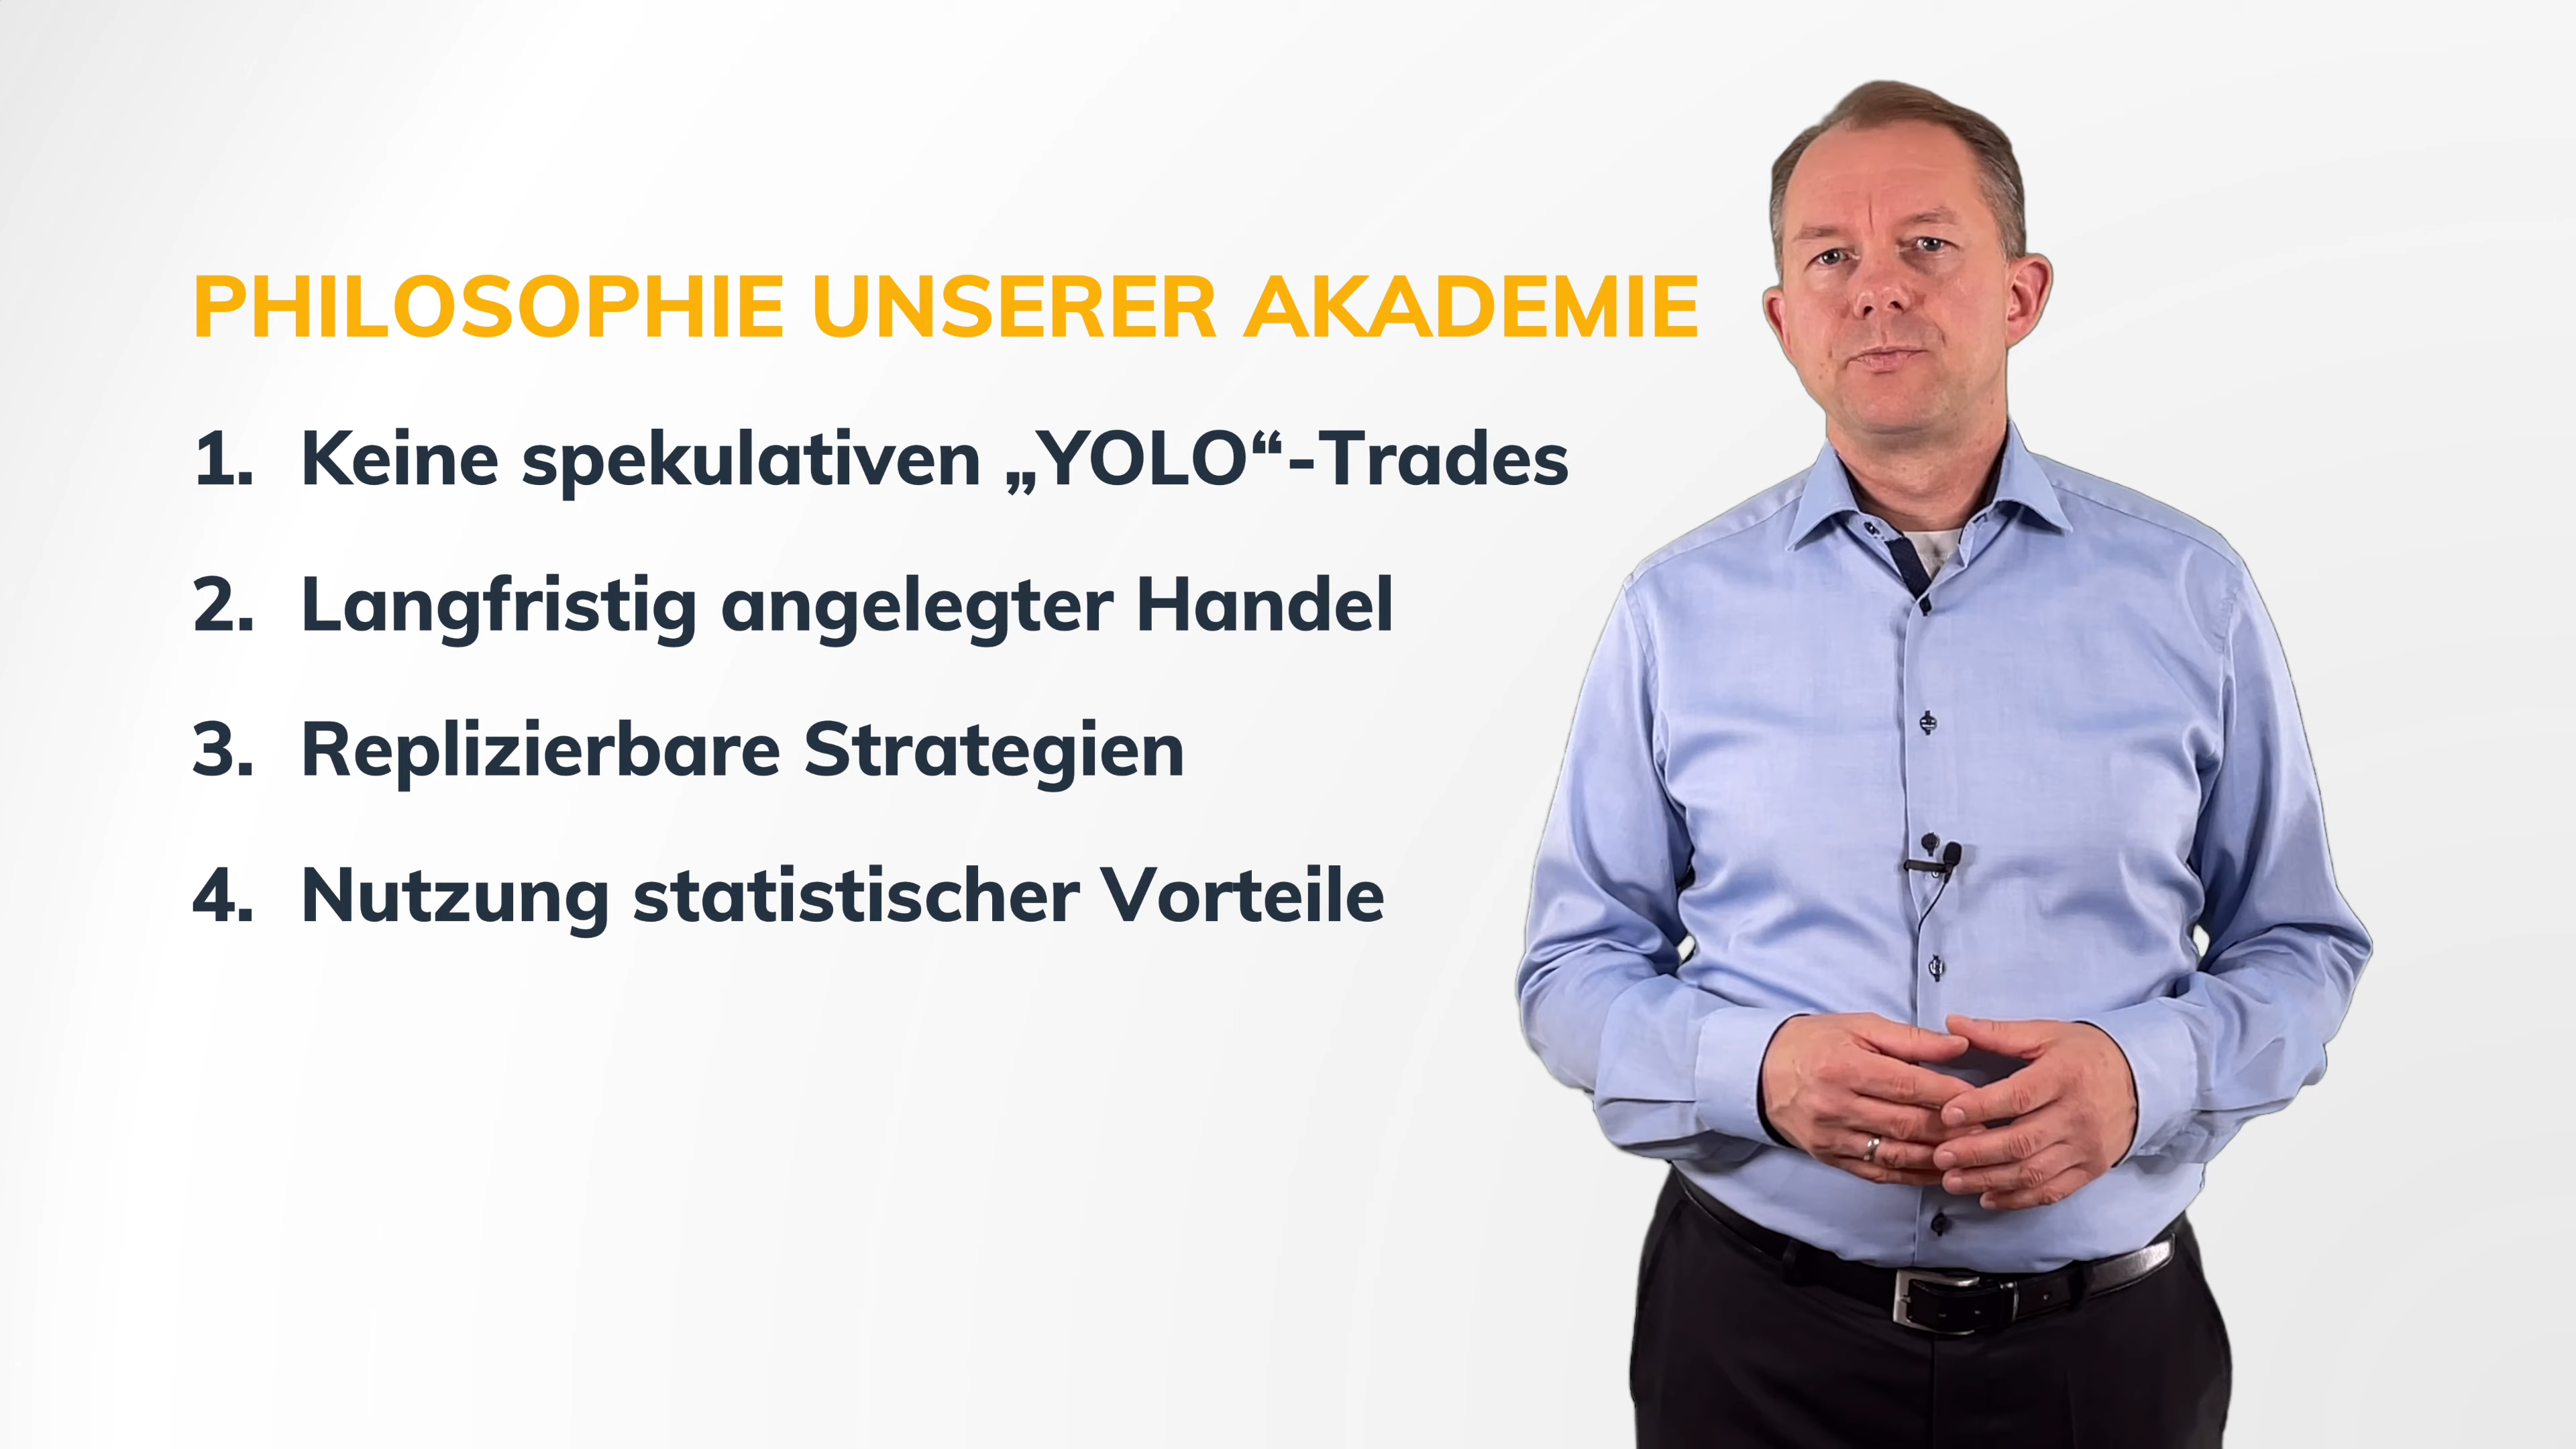 PHILOSOPHIE UNSERER AKADEMIE
1. Keine spekulativen „YOLO“-Trades
2. Langfristig angelegter Handel
3. Replizierbare Strategien
4. Nutzung statistischer Vorteile